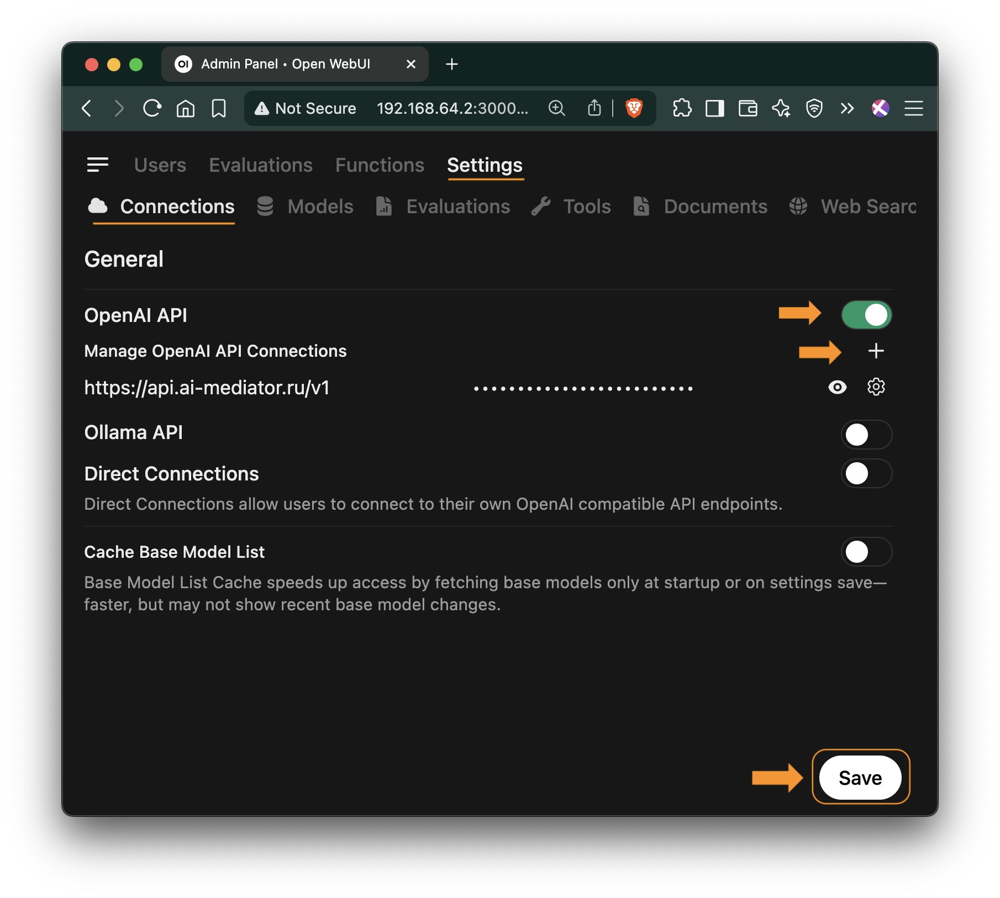 OI Admin Panel • Open WebUI
Not Secure 192.168.64.2:3000...
Users Evaluations Functions Settings
Connections Models Evaluations Tools Documents Web Searc
General
OpenAI API
Manage OpenAI API Connections
https://api.ai-mediator.ru/v1
Ollama API
Direct Connections
Direct Connections allow users to connect to their own OpenAI compatible API endpoints.
Cache Base Model List
Base Model List Cache speeds up access by fetching base models only at startup or on settings save—
faster, but may not show recent base model changes.
Save